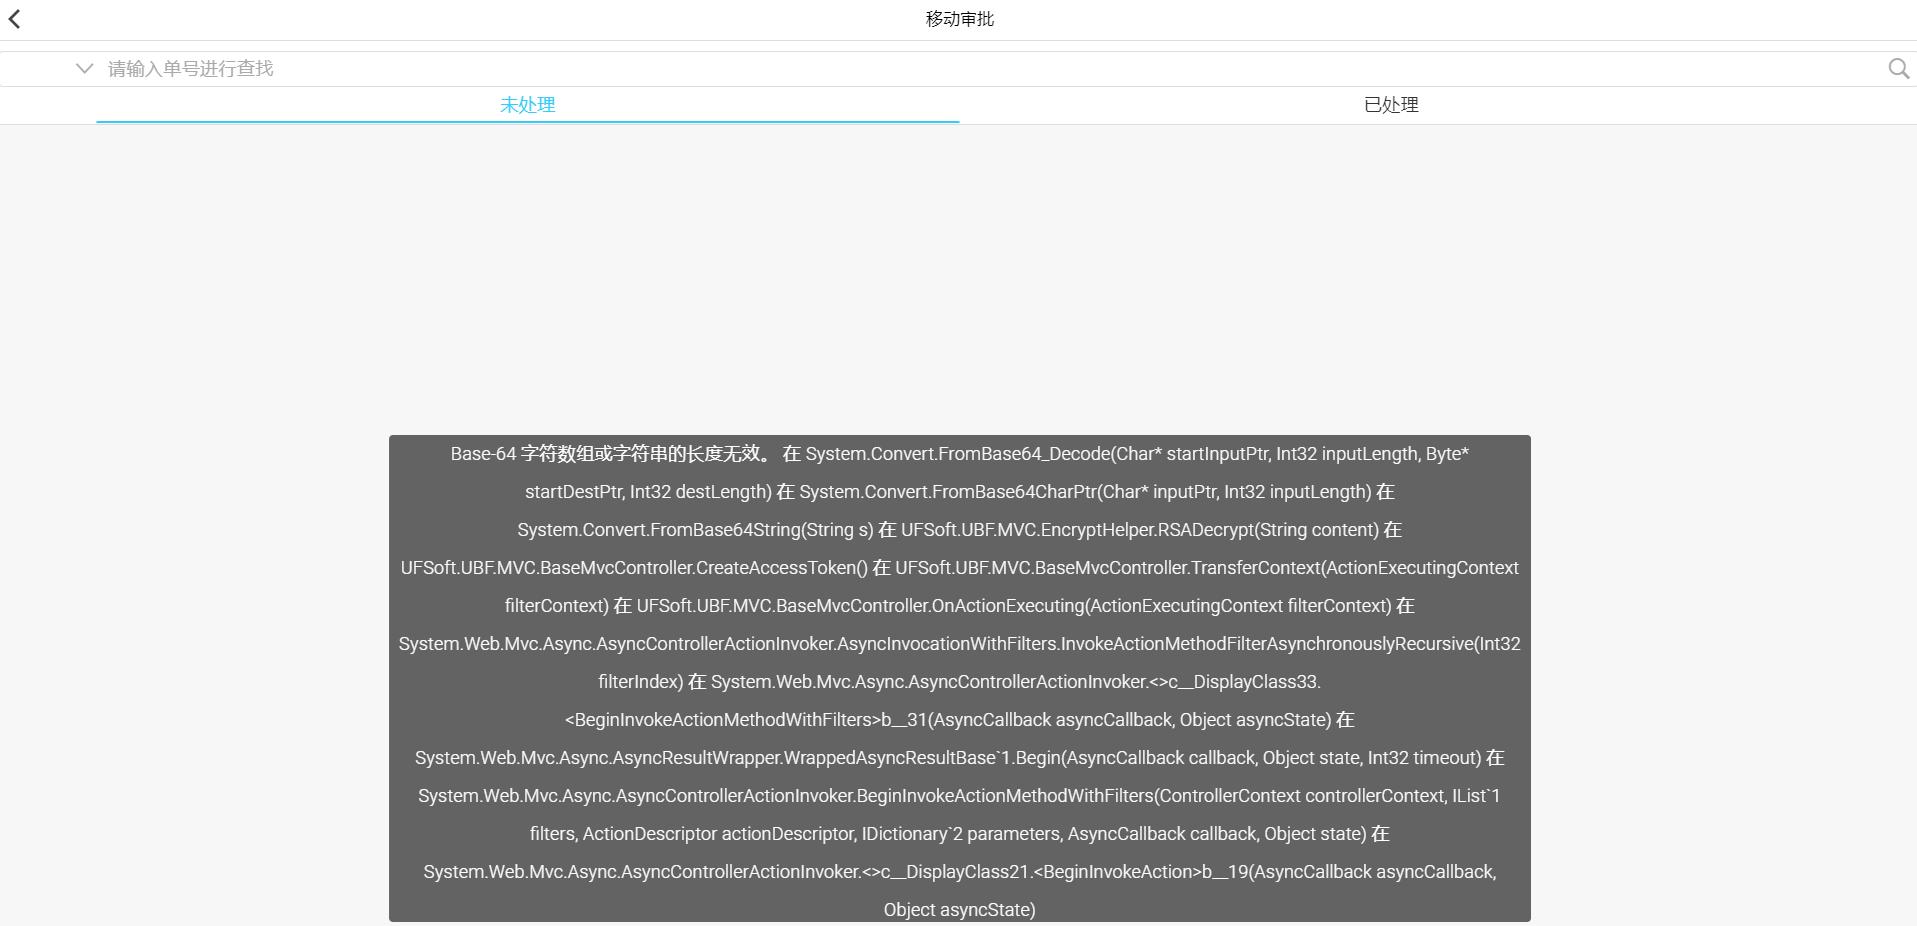 移动审批
请输入单号进行查找
未处理
已处理
Base-64 字符数组或字符串的长度无效。 在 System.Convert.FromBase64_Decode(Char* startInputPtr, Int32 inputLength, Byte*
startDestPtr, Int32 destLength) 在 System.Convert.FromBase64CharPtr(Char* inputPtr, Int32 inputLength) 在
System.Convert.FromBase64String(String s) 在 UFSoft.UBF.MVC.EncryptHelper.RSADecrypt(String content) 在
UFSoft.UBF.MVC.BaseMvcController.CreateAccessToken() 在 UFSoft.UBF.MVC.BaseMvcController.TransferContext(ActionExecutingContext
filterContext) 在 UFSoft.UBF.MVC.BaseMvcController.OnActionExecuting(ActionExecutingContext filterContext) 在
System.Web.Mvc.Async.AsyncControllerActionInvoker.AsyncInvocationWithFilters.InvokeActionMethodFilterAsynchronouslyRecursive(Int32
filterIndex) 在 System.Web.Mvc.Async.AsyncControllerActionInvoker.<>c__DisplayClass33.
<BeginInvokeActionMethodWithFilters>b__31(AsyncCallback asyncCallback, Object asyncState) 在
System.Web.Mvc.Async.AsyncResultWrapper.WrappedAsyncResultBase`1.Begin(AsyncCallback callback, Object state, Int32 timeout) 在
System.Web.Mvc.Async.AsyncControllerActionInvoker.BeginInvokeActionMethodWithFilters(ControllerContext controllerContext, IList`1
filters, ActionDescriptor actionDescriptor, IDictionary`2 parameters, AsyncCallback callback, Object state) 在
System.Web.Mvc.Async.AsyncControllerActionInvoker.<>c__DisplayClass21.<BeginInvokeAction>b__19(AsyncCallback asyncCallback,
Object asyncState)